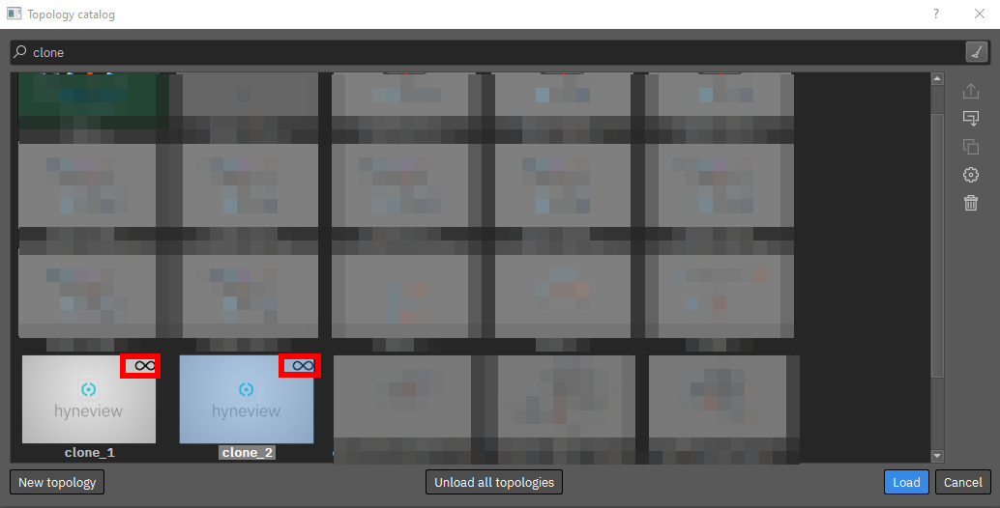 Topology catalog
clone
hyneview
hyneview
clone_1
clone_2
New topology
Unload all topologies
Load
Cancel